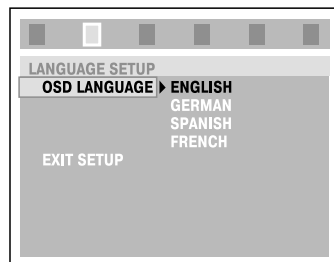 LANGUAGE SETUP
OSD LANGUAGE ENGLISH
GERMAN
SPANISH
FRENCH
EXIT SETUP